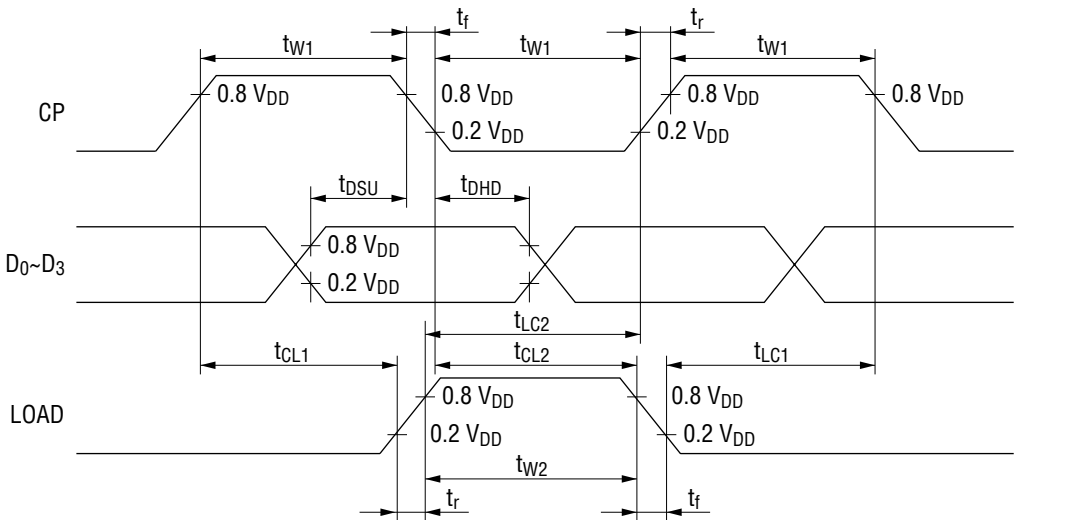 tf tr
tW1 tW1 tW1
CP 0.8 VDD 0.8 VDD 0.8 VDD 0.8 VDD
0.2 VDD 0.2 VDD
tDSU tDHD
D0~D3 0.8 VDD
0.2 VDD
tLC2
tCL1 tCL2 tLC1
LOAD 0.8 VDD 0.8 VDD
0.2 VDD 0.2 VDD
tW2
tr tf